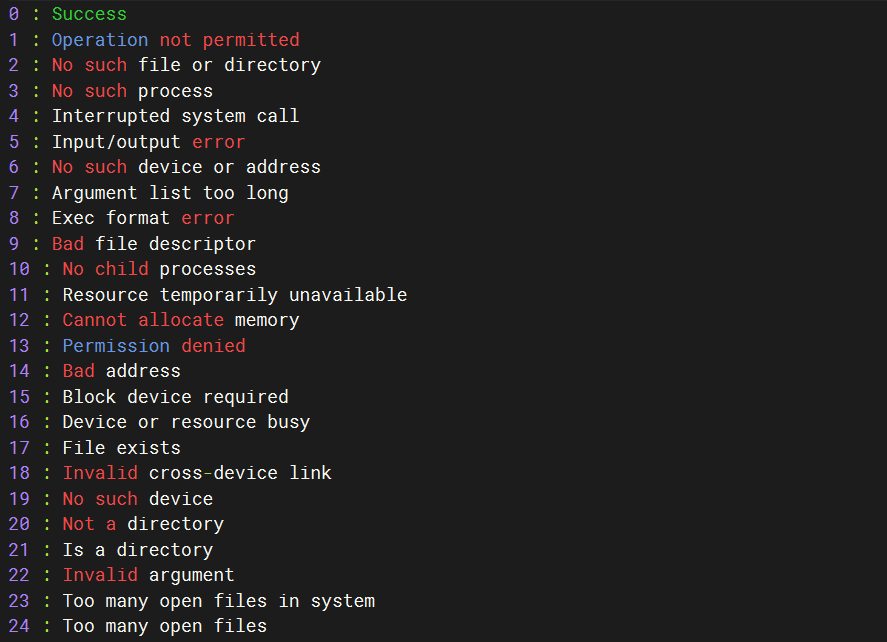 0 : Success
1 : Operation not permitted
2 : No such file or directory
3 : No such process
4 : Interrupted system call
5 : Input/output error
6 : No such device or address
7 : Argument list too long
8 : Exec format error
9 : Bad file descriptor
10 : No child processes
11 : Resource temporarily unavailable
12 : Cannot allocate memory
13 : Permission denied
14 : Bad address
15 : Block device required
16 : Device or resource busy
17 : File exists
18 : Invalid cross-device link
19 : No such device
20 : Not a directory
21 : Is a directory
22 : Invalid argument
23 : Too many open files in system
24 : Too many open files